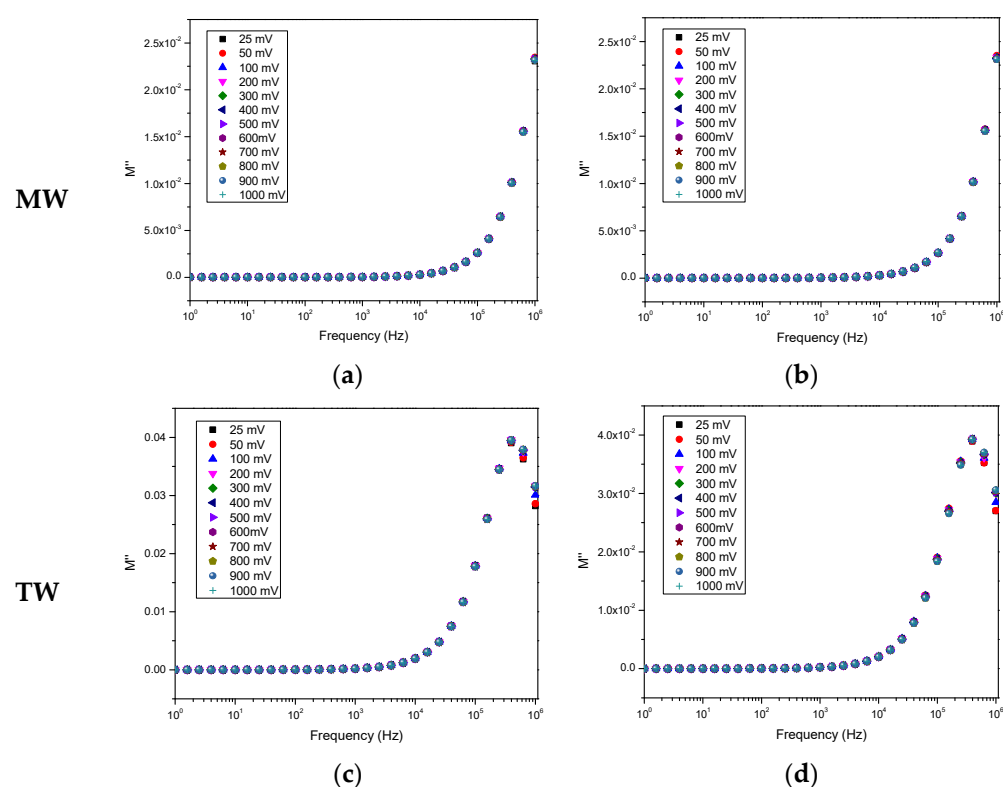 MW
2.5x10⁻²
2.0x10⁻²
1.5x10⁻²
1.0x10⁻²
5.0x10⁻³
0.0
M''
25 mV
50 mV
100 mV
200 mV
300 mV
400 mV
500 mV
600mV
700 mV
800 mV
900 mV
1000 mV
10⁰ 10¹ 10² 10³ 10⁴ 10⁵ 10⁶
Frequency (Hz)
(a)
2.5x10⁻²
2.0x10⁻²
1.5x10⁻²
1.0x10⁻²
5.0x10⁻³
0.0
M''
25 mV
50 mV
100 mV
200 mV
300 mV
400 mV
500 mV
600mV
700 mV
800 mV
900 mV
1000 mV
10⁰ 10¹ 10² 10³ 10⁴ 10⁵ 10⁶
Frequency (Hz)
(b)
TW
0.04
0.03
0.02
0.01
0.00
M''
25 mV
50 mV
100 mV
200 mV
300 mV
400 mV
500 mV
600mV
700 mV
800 mV
900 mV
1000 mV
10⁰ 10¹ 10² 10³ 10⁴ 10⁵ 10⁶
Frequency (Hz)
(c)
4.0x10⁻²
3.0x10⁻²
2.0x10⁻²
1.0x10⁻²
0.0
M''
25 mV
50 mV
100 mV
200 mV
300 mV
400 mV
500 mV
600mV
700 mV
800 mV
900 mV
1000 mV
10⁰ 10¹ 10² 10³ 10⁴ 10⁵ 10⁶
Frequency (Hz)
(d)